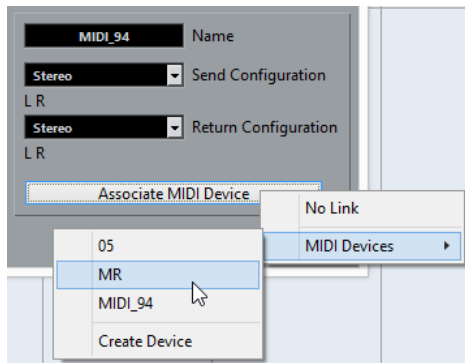 MIDI_94 Name
Stereo Send Configuration
L R
Stereo Return Configuration
L R
Associate MIDI Device
No Link
MIDI Devices
05
MR
MIDI_94
Create Device